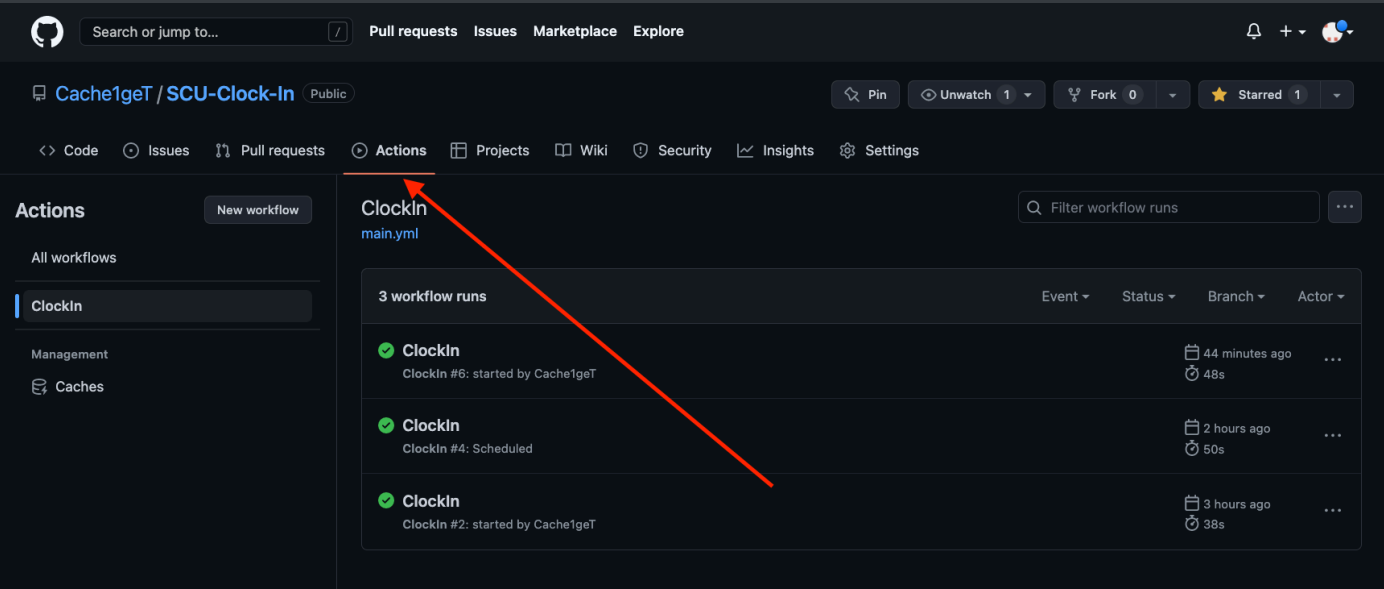 Search or jump to... / Pull requests Issues Marketplace Explore
Cache1geT / SCU-Clock-In Public Pin Unwatch 1 Fork 0 Starred 1
Code Issues Pull requests Actions Projects Wiki Security Insights Settings
Actions New workflow
All workflows
ClockIn
Management
Caches
ClockIn
main.yml
Filter workflow runs
3 workflow runs Event Status Branch Actor
ClockIn
ClockIn #6: started by Cache1geT
44 minutes ago
48s
ClockIn
ClockIn #4: Scheduled
2 hours ago
50s
ClockIn
ClockIn #2: started by Cache1geT
3 hours ago
38s